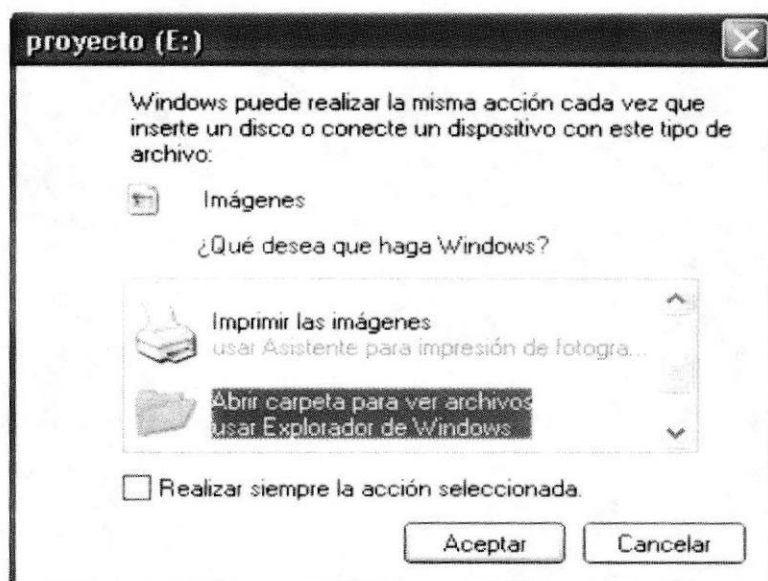 proyecto (E:)
Windows puede realizar la misma acción cada vez que
inserte un disco o conecte un dispositivo con este tipo de
archivo:
Imágenes
¿Qué desea que haga Windows?
Imprimir las imágenes
usar Asistente para impresión de fotogra...
Abrir carpeta para ver archivos
usar Explorador de Windows
Realizar siempre la acción seleccionada.
Aceptar
Cancelar